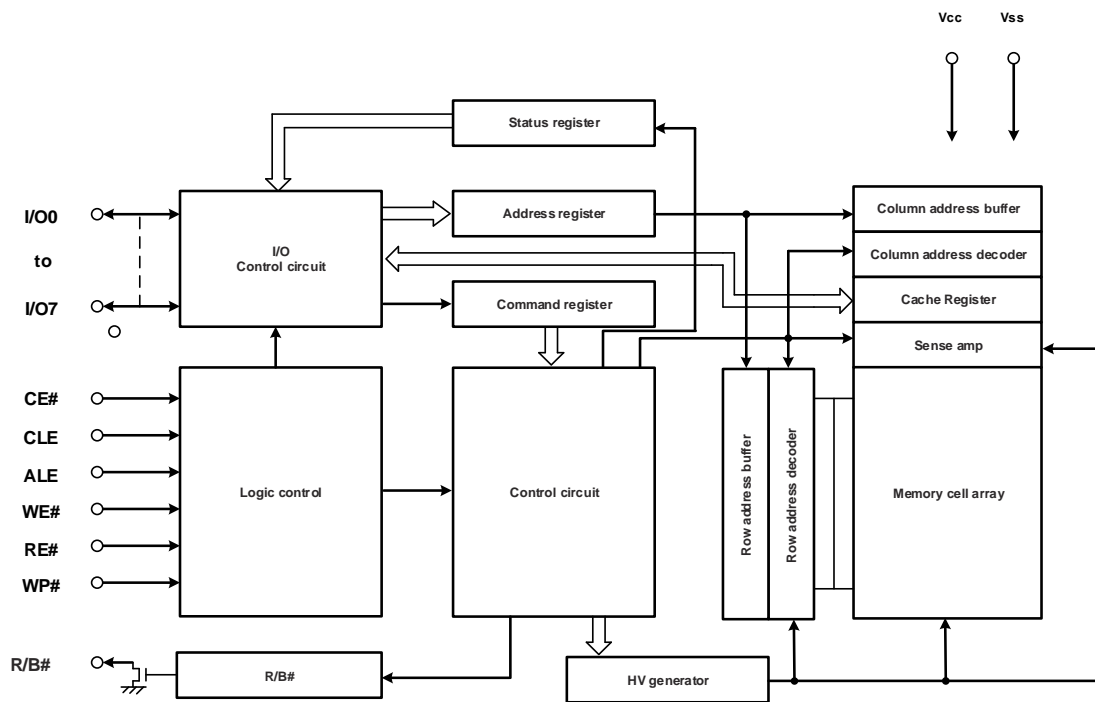 Vcc Vss
Status register
I/O0
Address register
Column address buffer
to
I/O
Control circuit
Column address decoder
I/O7
Command register
Cache Register
Sense amp
CE#
CLE
ALE
WE#
RE#
WP#
Logic control
Control circuit
Row address buffer
Row address decoder
Memory cell array
R/B#
R/B#
HV generator